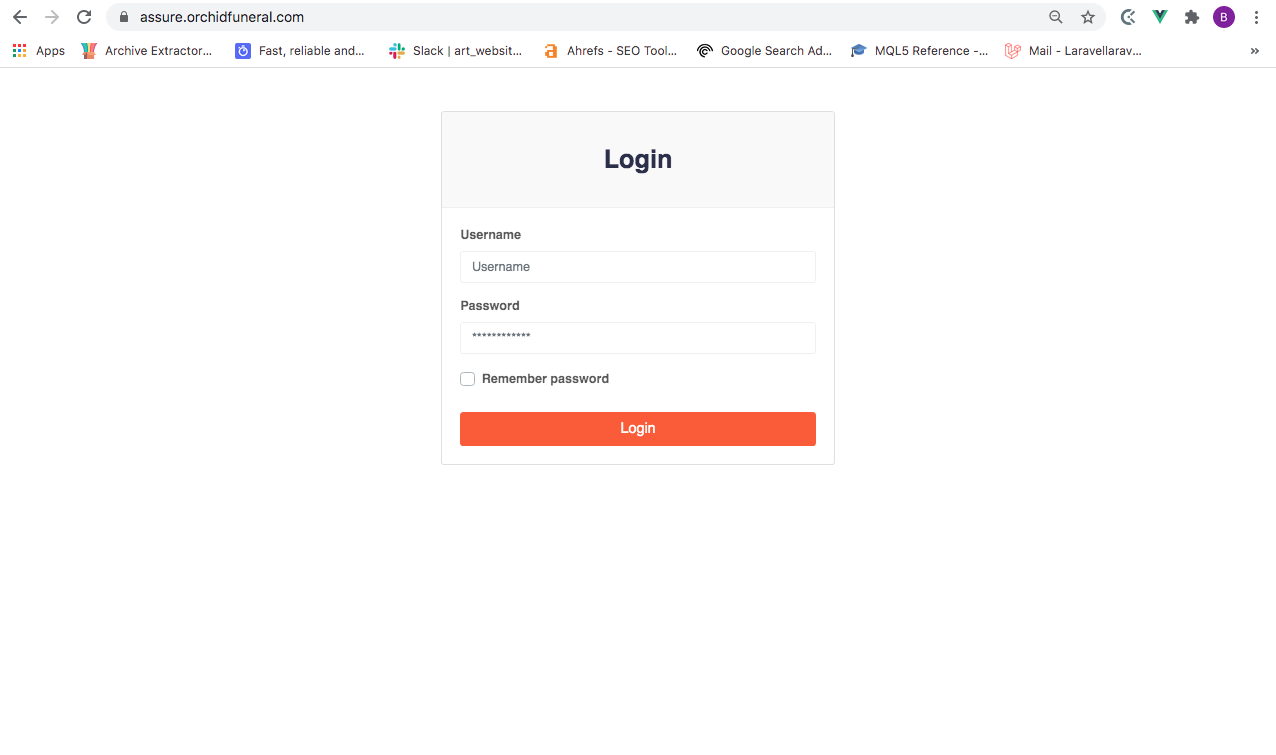 assure.orchidfuneral.com
B
Apps Archive Extractor... Fast, reliable and... Slack | art_websit... Ahrefs - SEO Tool... Google Search Ad... MQL5 Reference -... Mail - Laravellarav... »
Login
Username
Username
Password
************
Remember password
Login